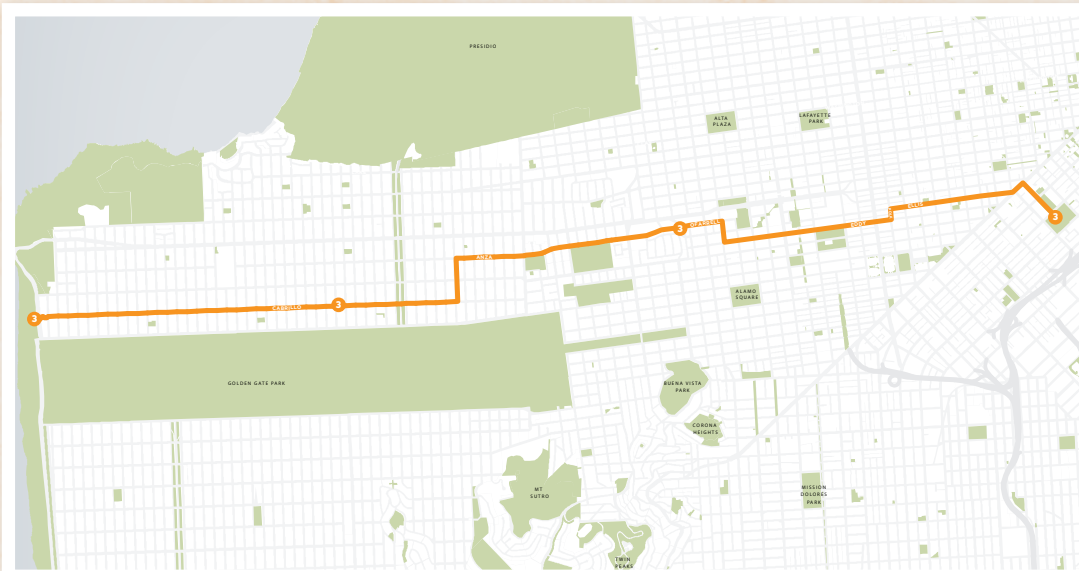 PRESIDIO
ALTA
PLAZA
LAFAYETTE
PARK
3
ELLIS
3
O'FARRELL
EDDY
ANZA
ALAMO
SQUARE
3
CABRILLO
3
GOLDEN GATE PARK
BUENA VISTA
PARK
CORONA
HEIGHTS
MT
SUTRO
MISSION
DOLORES
PARK
TWIN
PEAKS